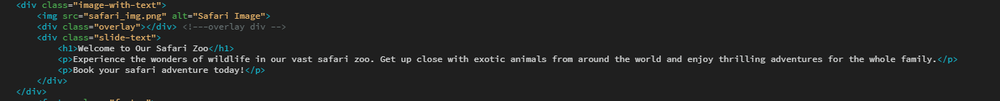 <div class="image-with-text">
<img src="safari_img.png" alt="Safari Image">
<div class="overlay"></div> <!---overlay div -->
<div class="slide-text">
<h1>Welcome to Our Safari Zoo</h1>
<p>Experience the wonders of wildlife in our vast safari zoo. Get up close with exotic animals from around the world and enjoy thrilling adventures for the whole family.</p>
<p>Book your safari adventure today!</p>
</div>
</div>